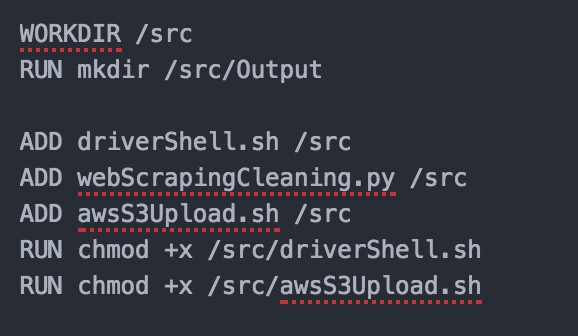 WORKDIR /src
RUN mkdir /src/Output
ADD driverShell.sh /src
ADD webScrapingCleaning.py /src
ADD awsS3Upload.sh /src
RUN chmod +x /src/driverShell.sh
RUN chmod +x /src/awsS3Upload.sh